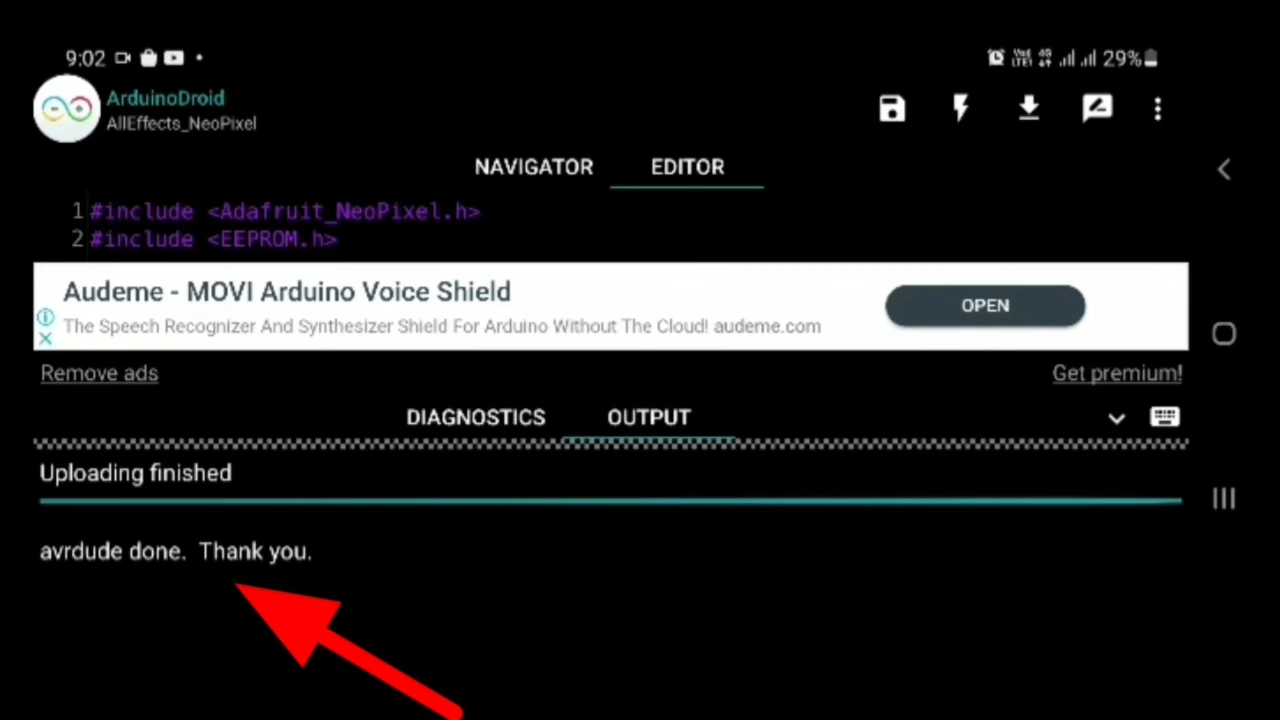 9:02
29%
ArduinoDroid
AllEffects_NeoPixel
NAVIGATOR EDITOR
1 #include <Adafruit_NeoPixel.h>
2 #include <EEPROM.h>
Audeme - MOVI Arduino Voice Shield
The Speech Recognizer And Synthesizer Shield For Arduino Without The Cloud! audeme.com
OPEN
Remove ads
Get premium!
DIAGNOSTICS OUTPUT
Uploading finished
avrdude done. Thank you.